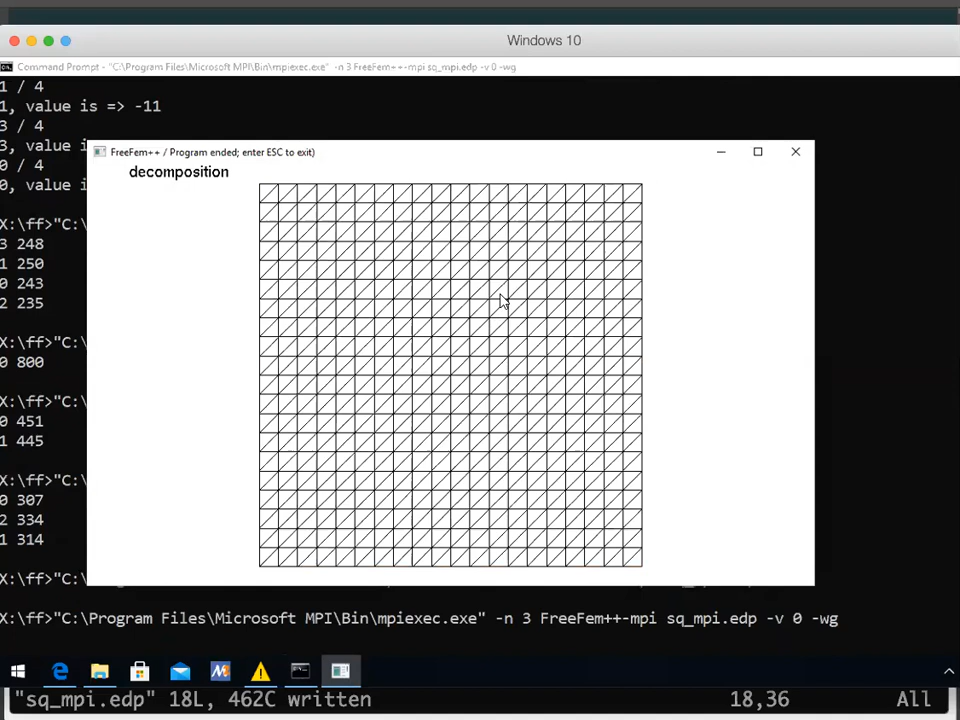 Windows 10
Command Prompt - "C:\Program Files\Microsoft MPI\Bin\mpiexec.exe" -n 3 FreeFem++-mpi sq_mpi.edp -v 0 -wg
1 / 4
1, value is => -11
3 / 4
3, value i
0 / 4
0, value i
FreeFem++ / Program ended; enter ESC to exit)
decomposition
X:\ff>"C:\
3 248
1 250
0 243
2 235
X:\ff>"C:\
0 800
X:\ff>"C:\
0 451
1 445
X:\ff>"C:\
0 307
2 334
1 314
X:\ff>"C:\
X:\ff>"C:\Program Files\Microsoft MPI\Bin\mpiexec.exe" -n 3 FreeFem++-mpi sq_mpi.edp -v 0 -wg
"sq_mpi.edp" 18L, 462C written 18,36 All